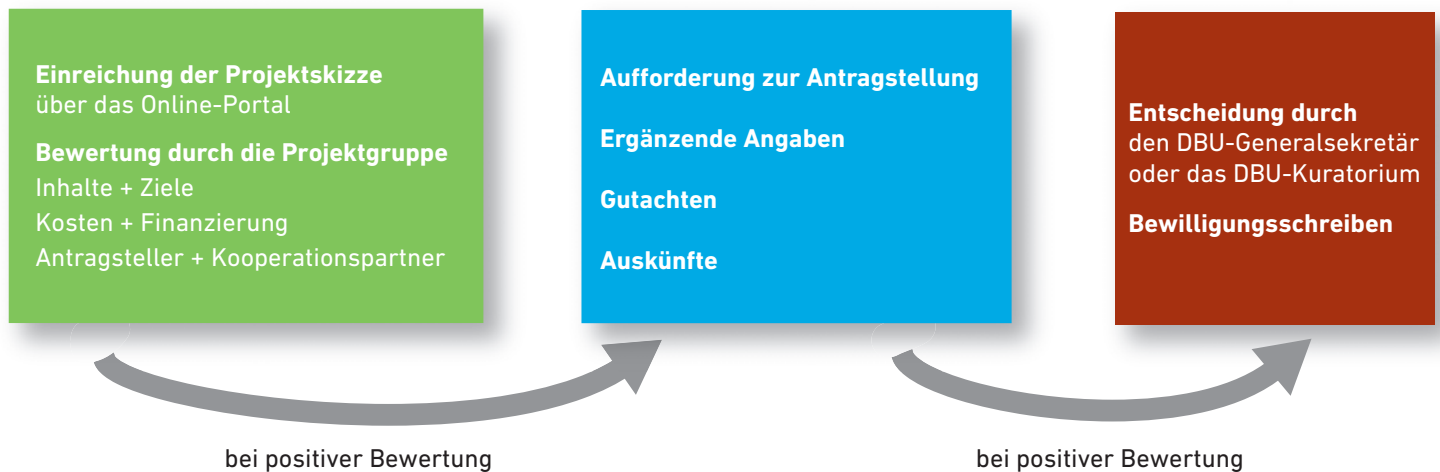 Einreichung der Projektskizze
über das Online-Portal
Bewertung durch die Projektgruppe
Inhalte + Ziele
Kosten + Finanzierung
Antragsteller + Kooperationspartner
Aufforderung zur Antragstellung
Ergänzende Angaben
Gutachten
Auskünfte
Entscheidung durch
den DBU-Generalsekretär
oder das DBU-Kuratorium
Bewilligungsschreiben
bei positiver Bewertung
bei positiver Bewertung